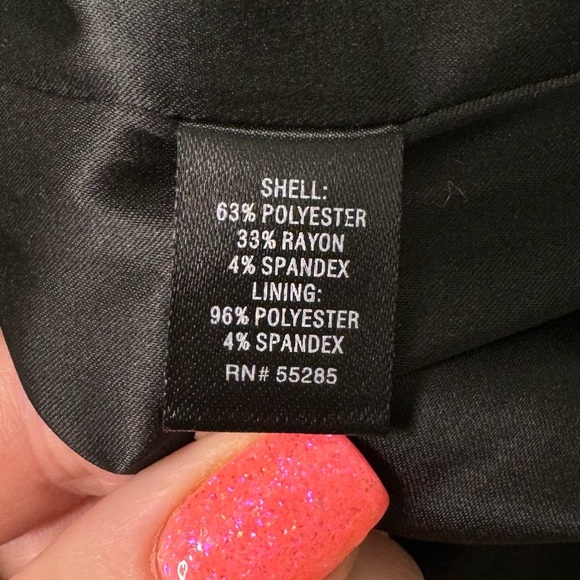 SHELL:
63% POLYESTER
33% RAYON
4% SPANDEX
LINING:
96% POLYESTER
4% SPANDEX
RN# 55285